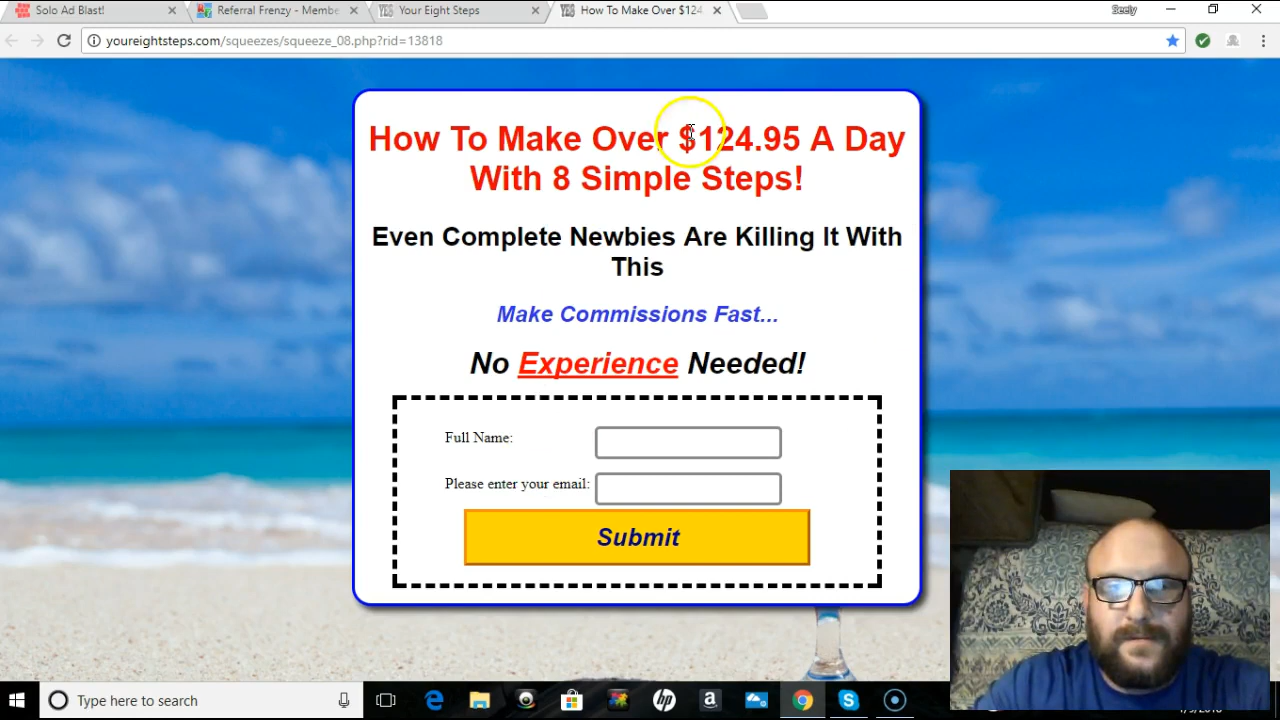 Solo Ad Blast!
Referral Frenzy - Membe
Your Eight Steps
How To Make Over $124
Seely
youreightsteps.com/squeezes/squeeze_08.php?rid=13818
How To Make Over $124.95 A Day
With 8 Simple Steps!
Even Complete Newbies Are Killing It With
This
Make Commissions Fast...
No Experience Needed!
Full Name:
Please enter your email:
Submit
Type here to search